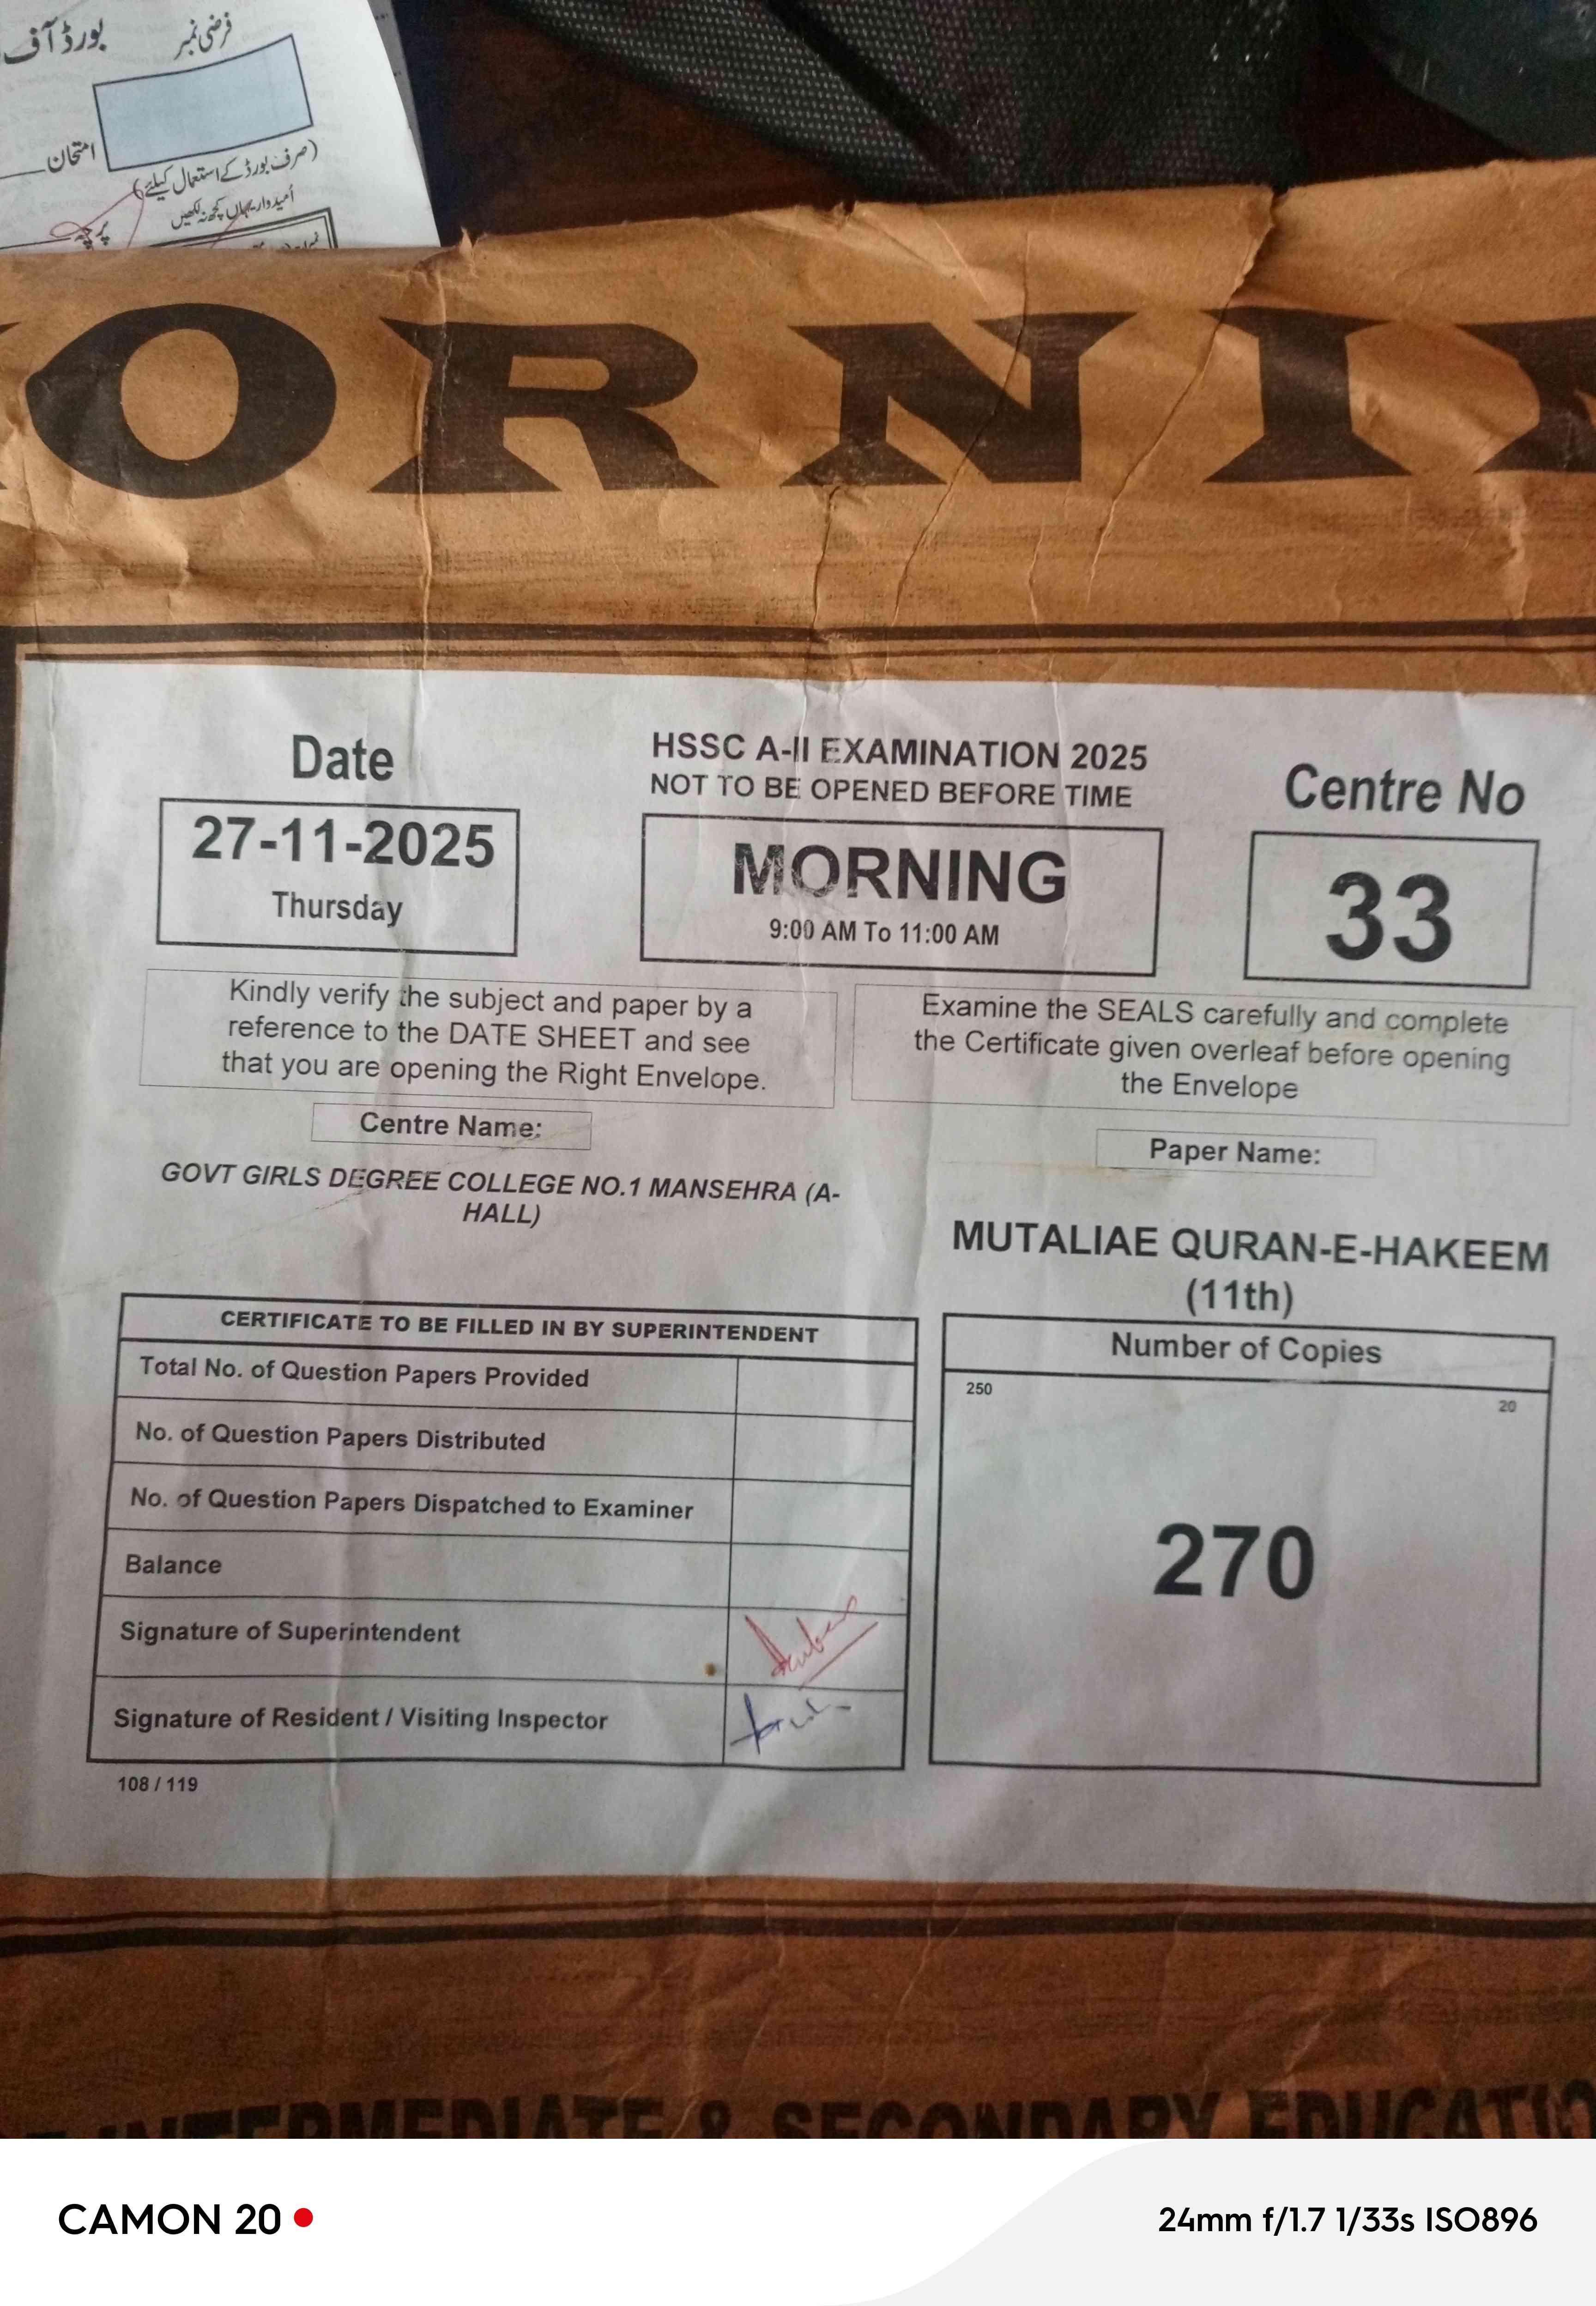 بورڈ آف
فرضی نمبر
امتحان
(صرف بورڈ کے استعمال کیلئے)
اُمیدوار یہاں کچھ نہ لکھیں
پرچہ
ORNI
Date
27-11-2025
Thursday
HSSC A-II EXAMINATION 2025
NOT TO BE OPENED BEFORE TIME
MORNING
9:00 AM To 11:00 AM
Centre No
33
Kindly verify the subject and paper by a
reference to the DATE SHEET and see
that you are opening the Right Envelope.
Examine the SEALS carefully and complete
the Certificate given overleaf before opening
the Envelope
Centre Name:
GOVT GIRLS DEGREE COLLEGE NO.1 MANSEHRA (A-
HALL)
Paper Name:
MUTALIAE QURAN-E-HAKEEM
(11th)
CERTIFICATE TO BE FILLED IN BY SUPERINTENDENT
Total No. of Question Papers Provided
No. of Question Papers Distributed
No. of Question Papers Dispatched to Examiner
Balance
Signature of Superintendent
Signature of Resident / Visiting Inspector
108 / 119
Number of Copies
250
20
270
INTERMEDIATE & SECONDARY EDUCATIO
CAMON 20
24mm f/1.7 1/33s ISO896